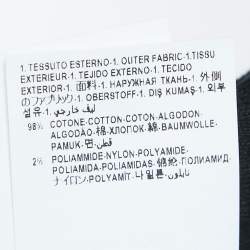 1. TESSUTO ESTERNO-1. OUTER FABRIC-1.TISSU
EXTERIEUR-1. TEJIDO EXTERNO-1. TECIDO
EXTERIOR-1. 面料-1. НАРУЖНАЯ ТКАНЬ-1. 外側
のファブリック-1. OBERSTOFF-1. DIŞ KUMAŞ-1. 외부
섬유-1. ليف خارجي-1.
98% COTONE-COTTON-COTON-ALGODON-
ALGODÃO-棉-ХЛОПОК-綿-BAUMWOLLE-
PAMUK-면-قطن
2% POLIAMMIDE-NYLON-POLYAMIDE-
POLIAMIDA-POLIAMIDAS-锦纶-ПОЛИАМИД-
ナイロン-POLYAMİT-나일론-نايلون